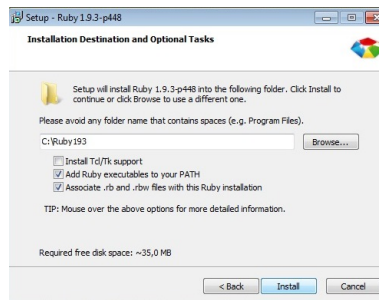 Setup - Ruby 1.9.3-p448
Installation Destination and Optional Tasks
Setup will install Ruby 1.9.3-p448 into the following folder. Click Install to
continue or click Browse to use a different one.
Please avoid any folder name that contains spaces (e.g. Program Files).
C:\Ruby193
Browse...
Install Td/Tk support
Add Ruby executables to your PATH
Associate .rb and .rbw files with this Ruby installation
TIP: Mouse over the above options for more detailed information.
Required free disk space: ~35,0 MB
< Back
Install
Cancel